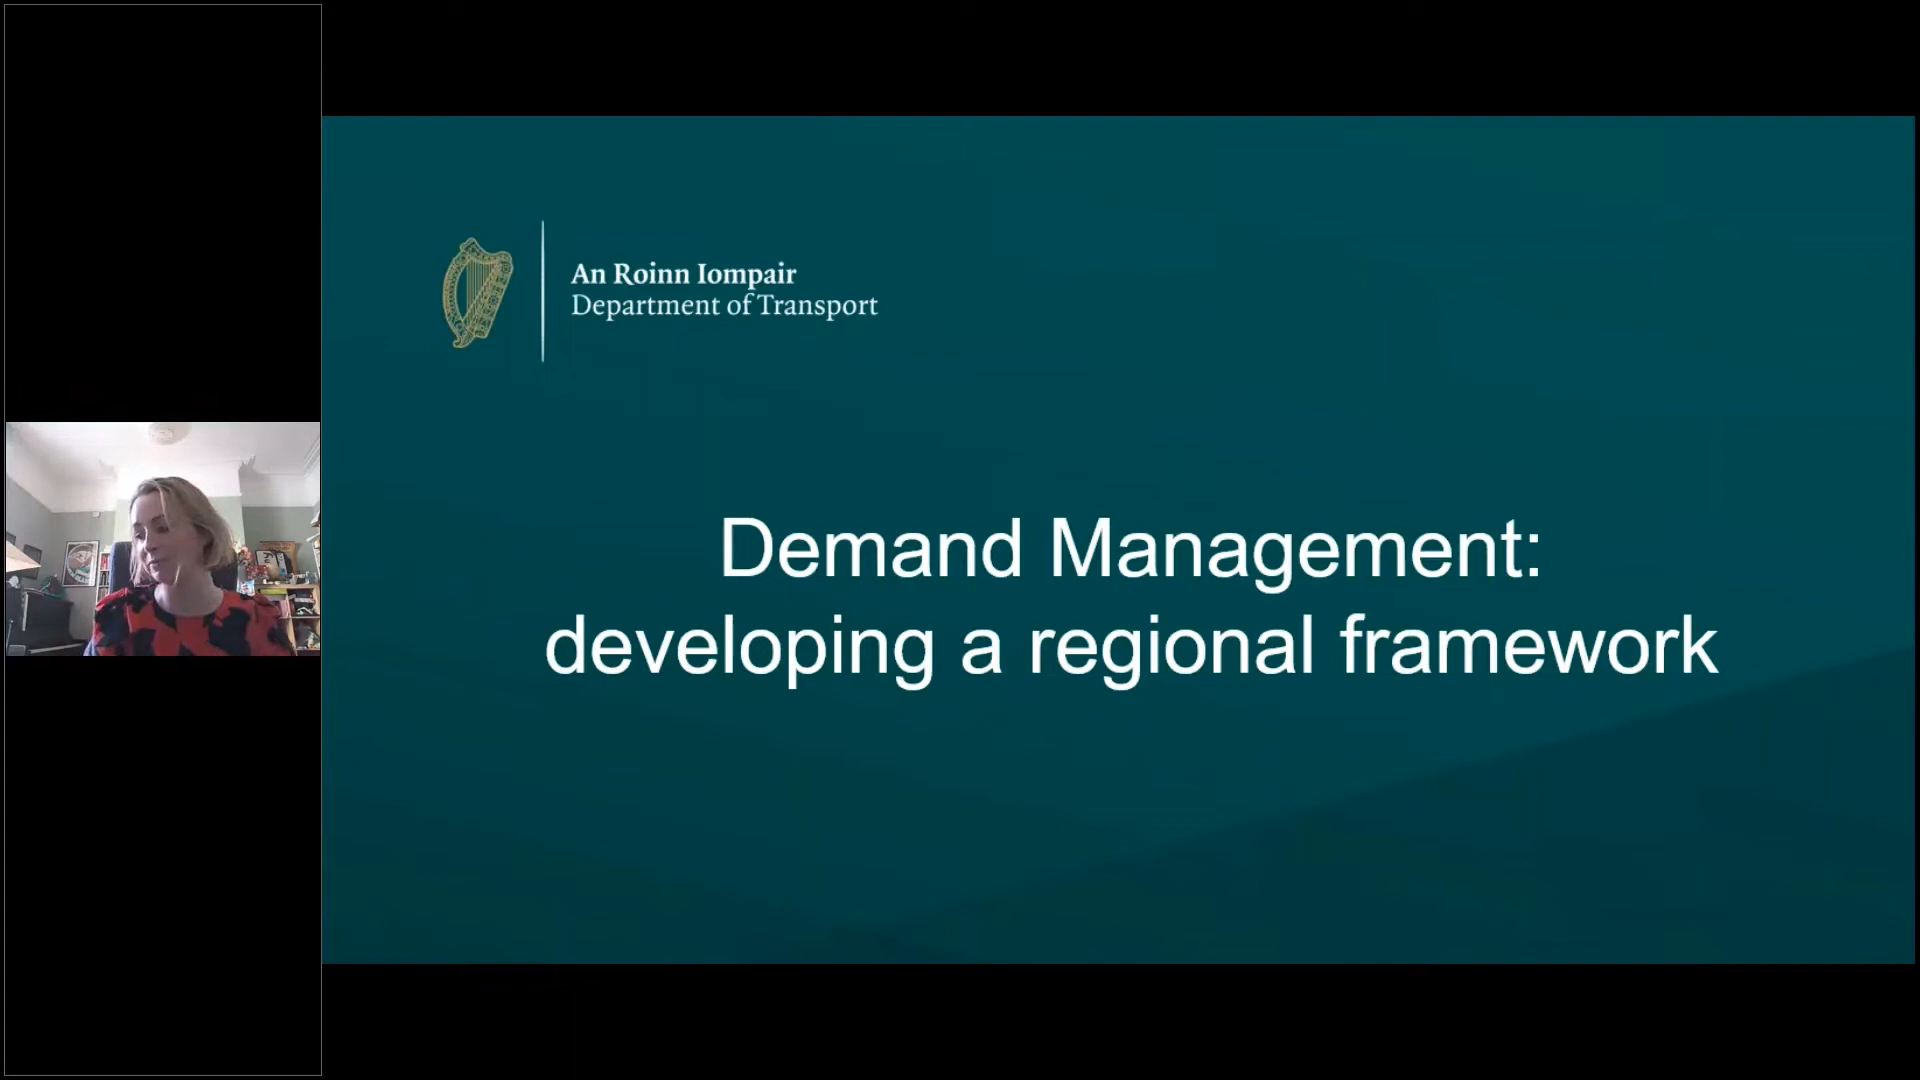 An Roinn Iompair
Department of Transport
Demand Management:
developing a regional framework